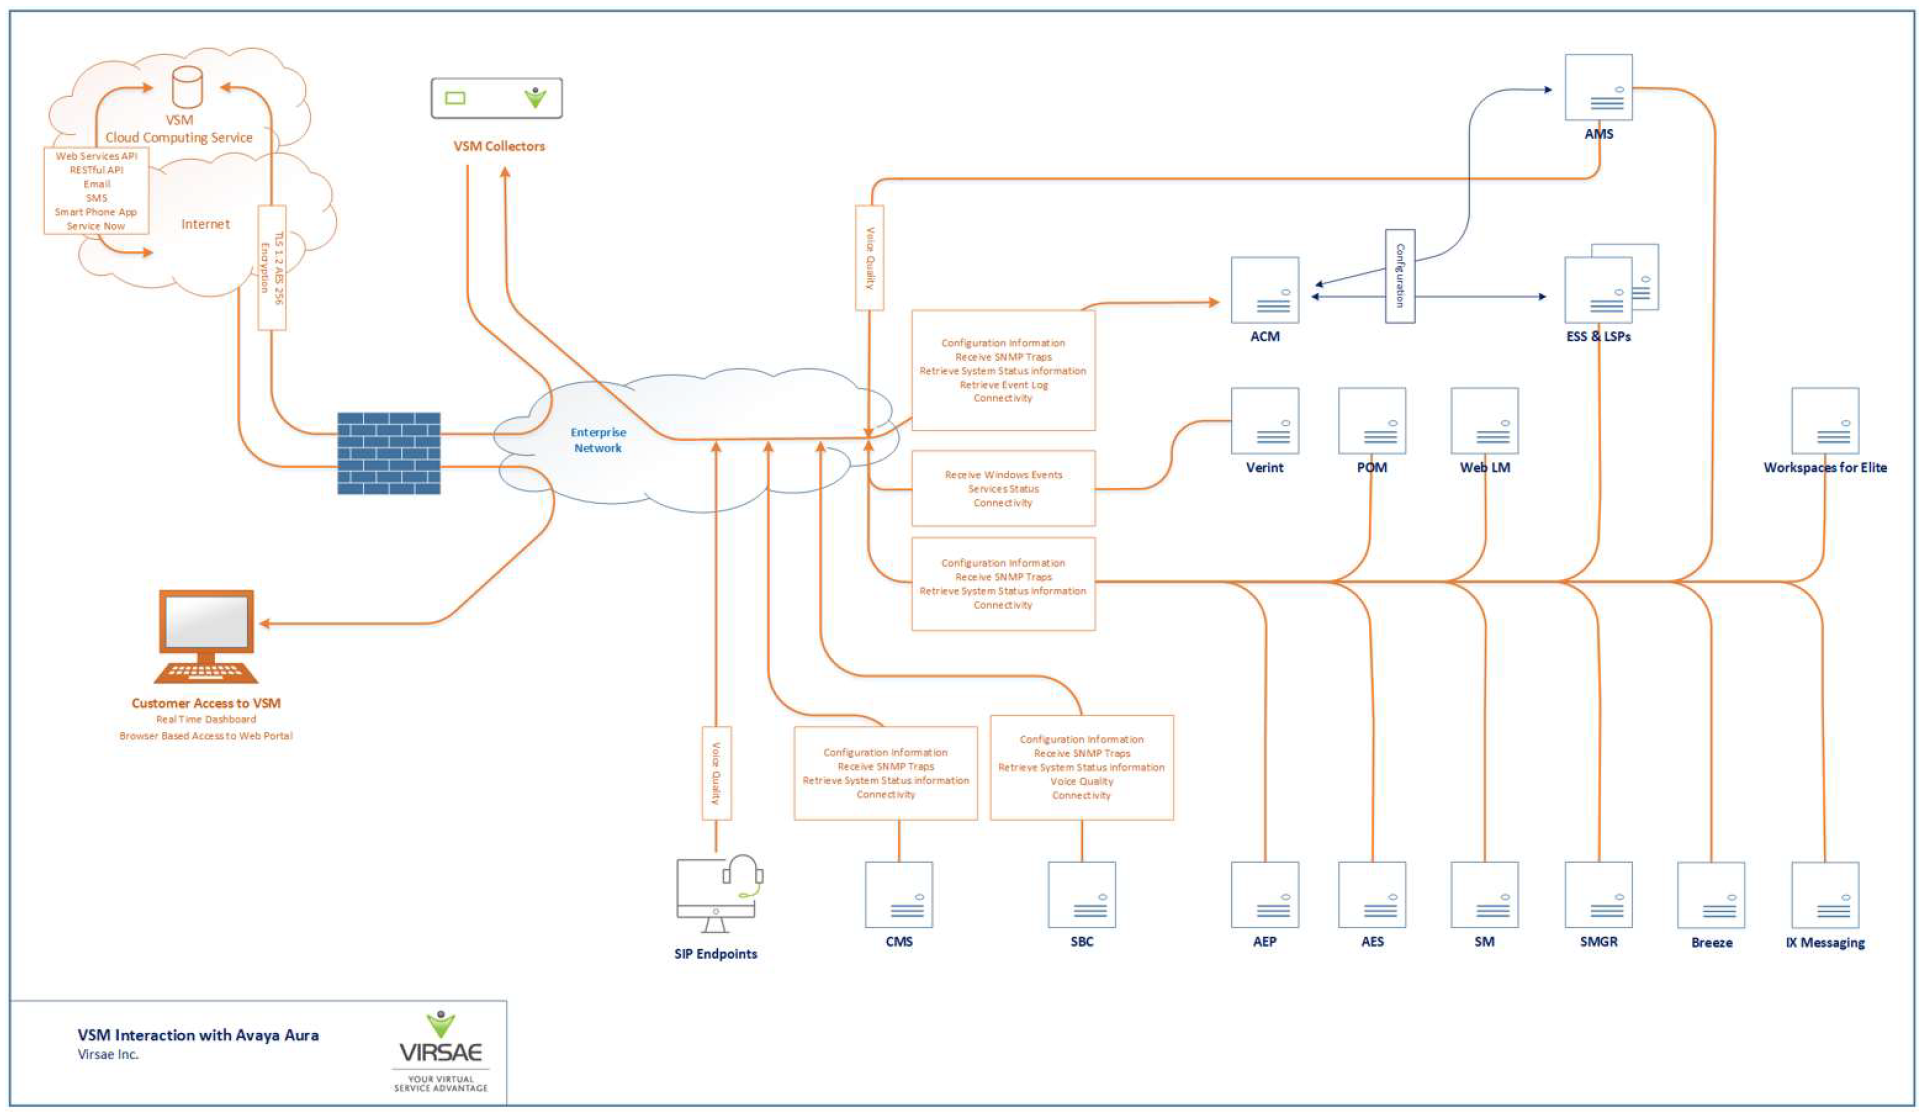 VSM
Cloud Computing Service
Web Services API
RESTful API
Email
SMS
Smart Phone App
Service Now
Internet
TLS 1.2 AES 256
Encryption
VSM Collectors
Voice Quality
AMS
Configuration
ACM
ESS & LSPs
Configuration Information
Receive SNMP Traps
Retrieve System Status information
Retrieve Event Log
Connectivity
Enterprise
Network
Verint
POM
Web LM
Workspaces for Elite
Receive Windows Events
Services Status
Connectivity
Configuration Information
Receive SNMP Traps
Retrieve System Status information
Connectivity
Customer Access to VSM
Real Time Dashboard
Browser Based Access to Web Portal
Voice Quality
Configuration Information
Receive SNMP Traps
Retrieve System Status information
Connectivity
Configuration Information
Receive SNMP Traps
Retrieve System Status information
Voice Quality
Connectivity
SIP Endpoints
CMS
SBC
AEP
AES
SM
SMGR
Breeze
IX Messaging
VSM Interaction with Avaya Aura
Virsae Inc.
VIRSAE
YOUR VIRTUAL
SERVICE ADVANTAGE